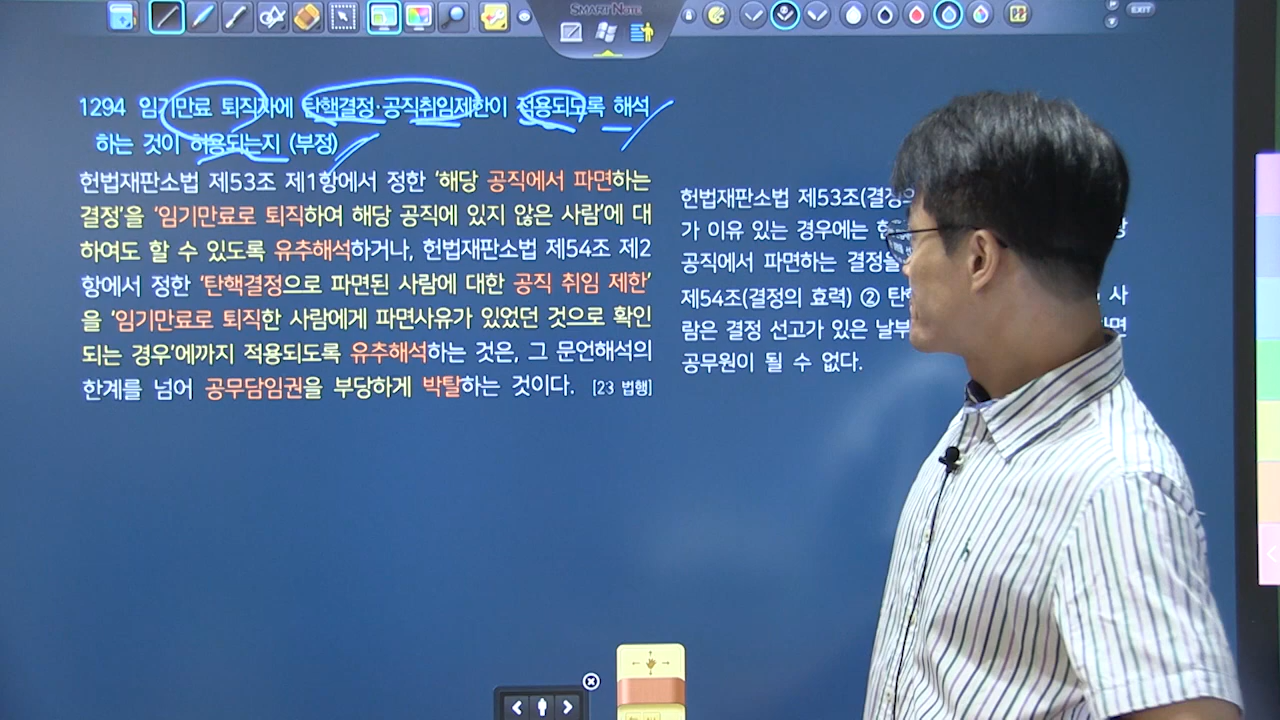 SMARTNOTE
EXIT
1294 임기만료 퇴직자에 탄핵결정·공직취임제한이 적용되도록 해석
하는 것이 허용되는지 (부정)
헌법재판소법 제53조 제1항에서 정한 '해당 공직에서 파면하는
결정'을 '임기만료로 퇴직하여 해당 공직에 있지 않은 사람'에 대
하여도 할 수 있도록 유추해석하거나, 헌법재판소법 제54조 제2
항에서 정한 '탄핵결정으로 파면된 사람에 대한 공직 취임 제한'
을 '임기만료로 퇴직한 사람에게 파면사유가 있었던 것으로 확인
되는 경우'에까지 적용되도록 유추해석하는 것은, 그 문언해석의
한계를 넘어 공무담임권을 부당하게 박탈하는 것이다. [23 법행]
헌법재판소법 제53조(결정의
가 이유 있는 경우에는
공직에서 파면하는 결정을
제54조(결정의 효력) ② 사
람은 결정 선고가 있은 날부
공무원이 될 수 없다.